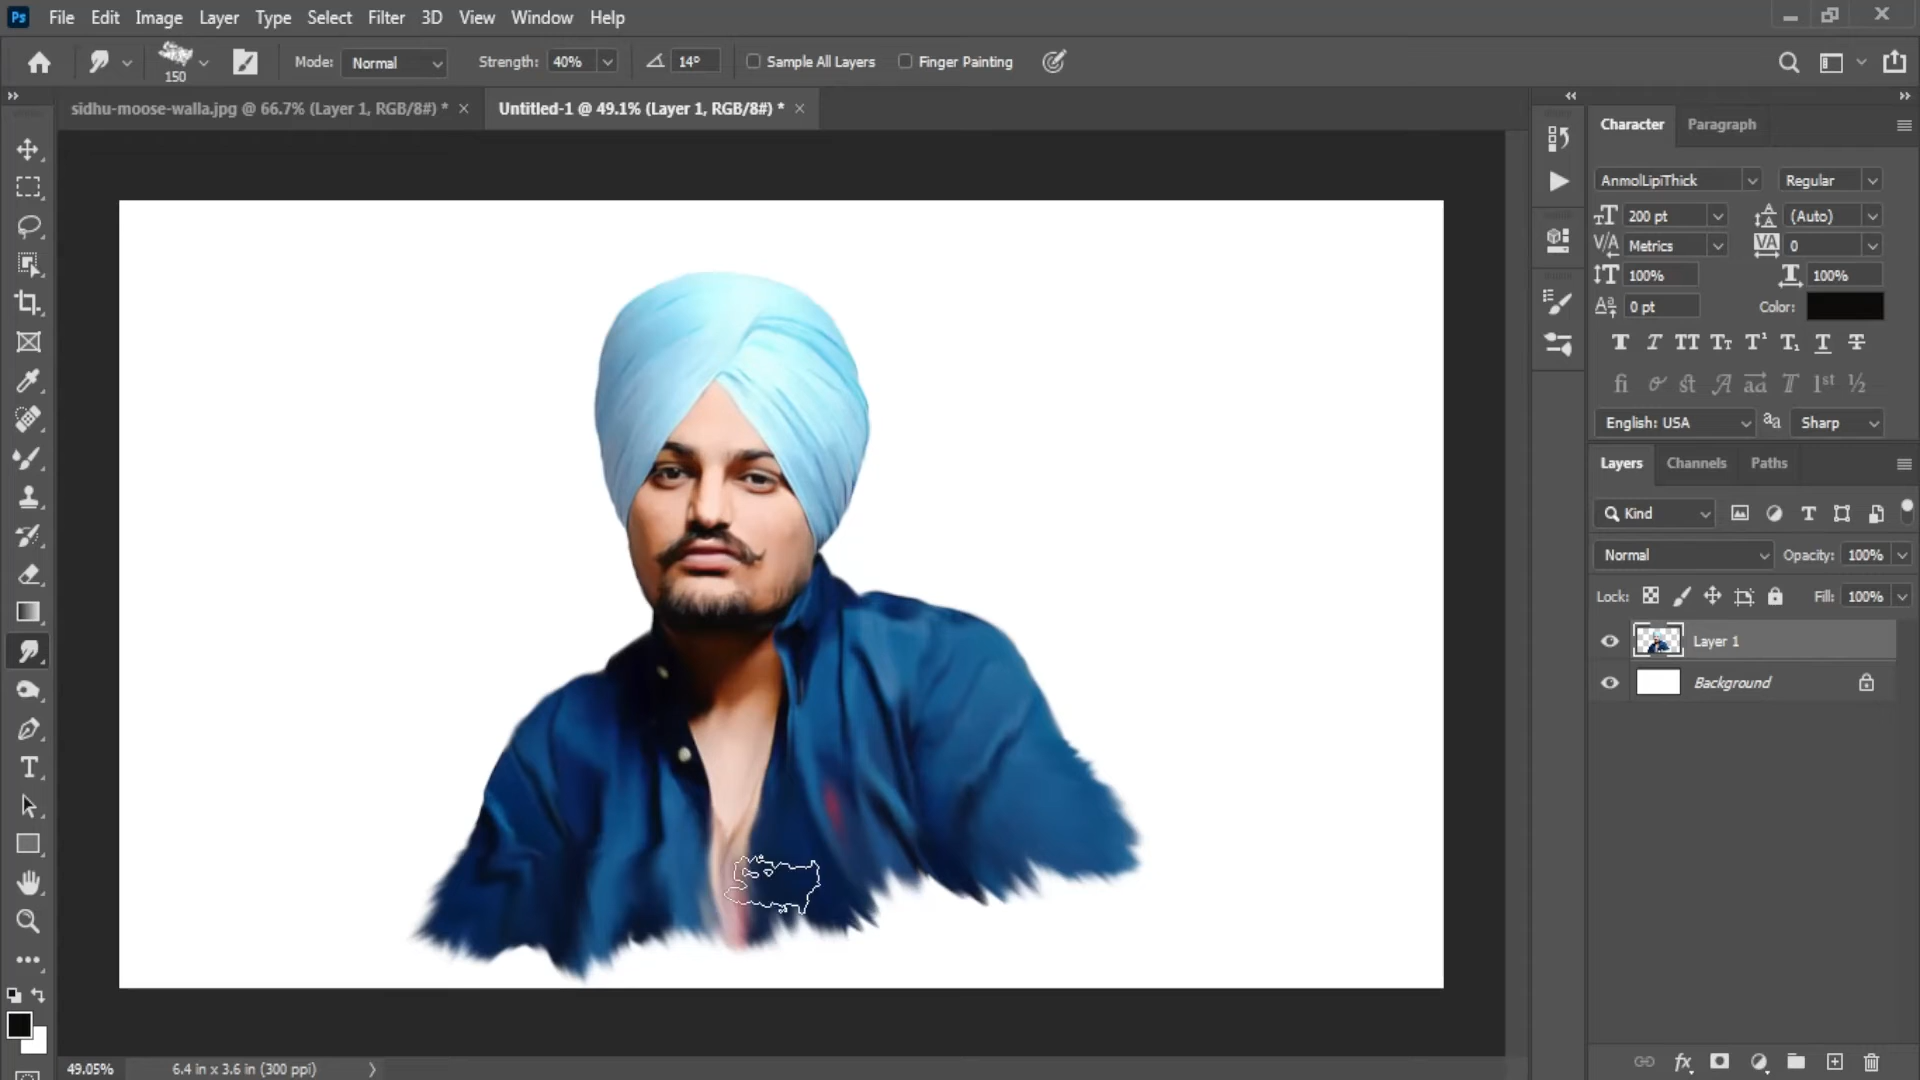 Ps File Edit Image Layer Type Select Filter 3D View Window Help
150 Mode: Normal Strength: 40% 14° Sample All Layers Finger Painting
sidhu-moose-walla.jpg @ 66.7% (Layer 1, RGB/8#) * × Untitled-1 @ 49.1% (Layer 1, RGB/8#) * ×
Character Paragraph
AnmolLipiThick Regular
200 pt (Auto)
Metrics 0
100% 100%
0 pt Color:
English: USA Sharp
Layers Channels Paths
Kind
Normal Opacity: 100%
Lock: Fill: 100%
Layer 1
Background
49.05% 6.4 in x 3.6 in (300 ppi)